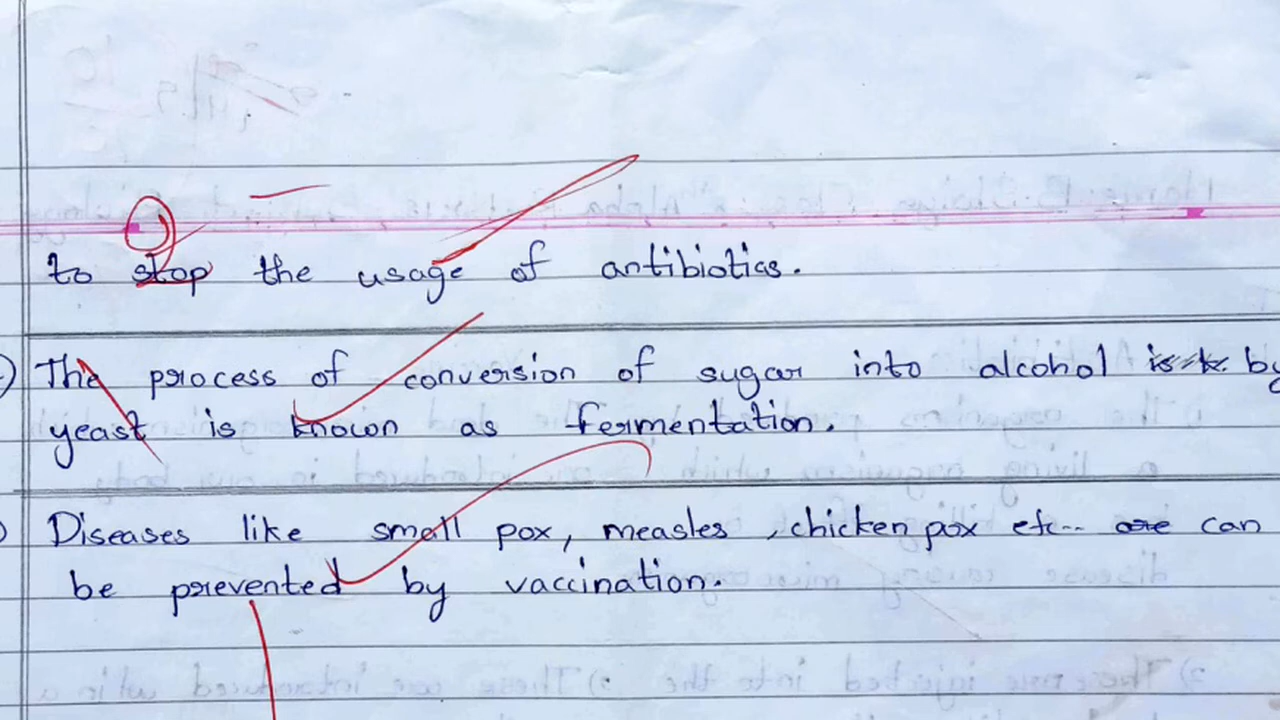 to stop the usage of antibiotics.
The process of conversion of sugar into alcohol by
yeast is known as fermentation.
Diseases like small pox, measles , chicken pox etc... are can
be prevented by vaccination.